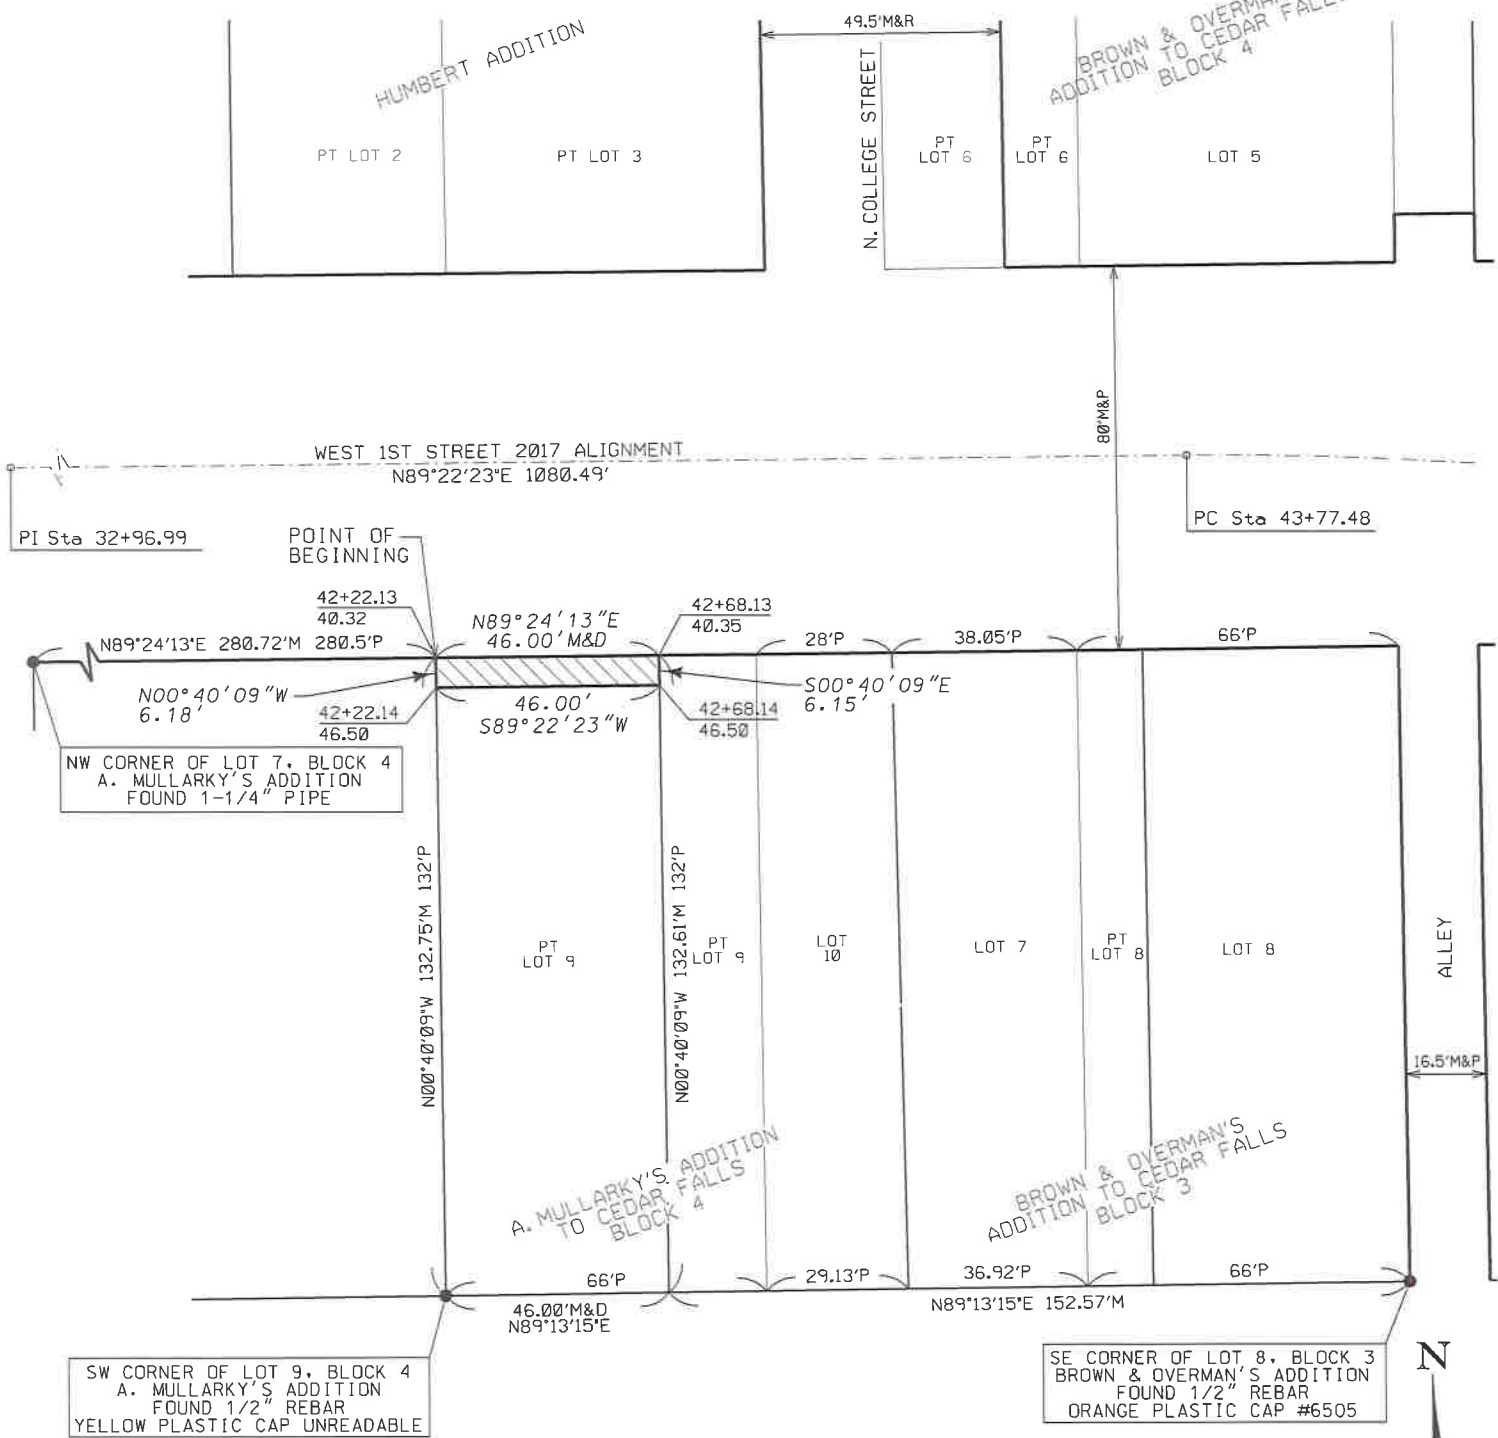 49.5'M&R
HUMBERT ADDITION
BROWN &
ADDITION TO CEDAR
BLOCK 4
N. COLLEGE STREET
PT LOT 2
PT LOT 3
PT
LOT 6
PT
LOT 6
LOT 5
80'M&P
WEST 1ST STREET 2017 ALIGNMENT
N89°22'23"E 1080.49'
PI Sta 32+96.99
PC Sta 43+77.48
POINT OF
BEGINNING
42+22.13
40.32
N89°24'13"E
46.00'M&D
42+68.13
40.35
N89°24'13"E 280.72'M 280.5'P
28'P
38.05'P
66'P
N00°40'09"W
6.18'
S00°40'09"E
6.15'
42+22.14
46.50
46.00'
S89°22'23"W
42+68.14
46.50
NW CORNER OF LOT 7, BLOCK 4
A. MULLARKY'S ADDITION
FOUND 1-1/4" PIPE
N00°40'09"W 132.75'M 132'P
N00°40'09"W 132.61'M 132'P
PT
LOT 9
PT
LOT 9
LOT
10
LOT 7
PT
LOT 8
LOT 8
ALLEY
16.5'M&P
A. MULLARKY'S ADDITION
TO CEDAR FALLS
BLOCK 4
BROWN & OVERMAN'S
ADDITION TO CEDAR FALLS
BLOCK 3
66'P
29.13'P
36.92'P
66'P
46.00'M&D
N89°13'15"E
N89°13'15"E 152.57'M
SW CORNER OF LOT 9, BLOCK 4
A. MULLARKY'S ADDITION
FOUND 1/2" REBAR
YELLOW PLASTIC CAP UNREADABLE
SE CORNER OF LOT 8, BLOCK 3
BROWN & OVERMAN'S ADDITION
FOUND 1/2" REBAR
ORANGE PLASTIC CAP #6505
N